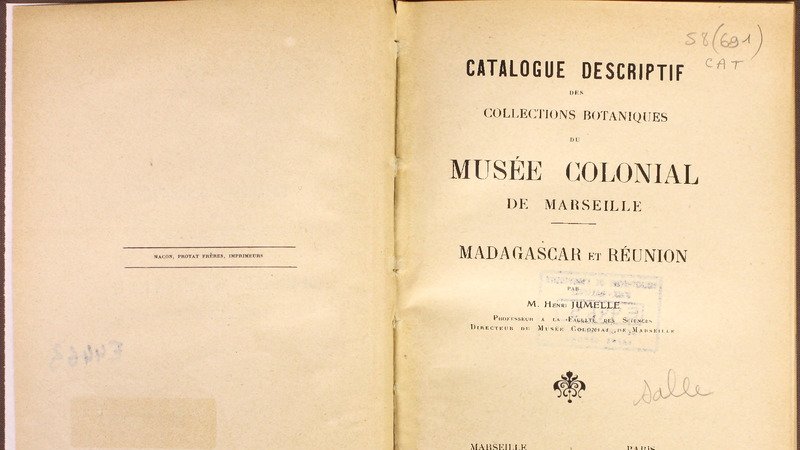 MACON, PROTAT FRÈRES, IMPRIMEURS
58(691)
CAT
CATALOGUE DESCRIPTIF
DES
COLLECTIONS BOTANIQUES
DU
MUSÉE COLONIAL
DE MARSEILLE
MADAGASCAR ET RÉUNION
PAR
M. HENRI JUMELLE
PROFESSEUR A LA FACULTÉ DES SCIENCES
DIRECTEUR DU MUSÉE COLONIAL DE MARSEILLE
salle
MARSEILLE PARIS